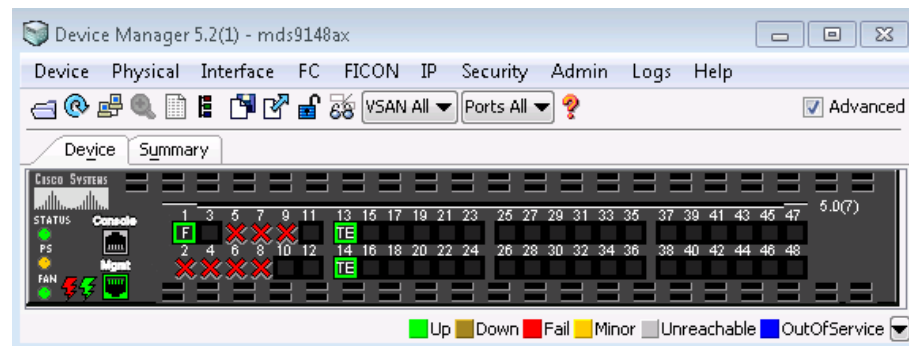 Device Manager 5.2(1) - mds9148ax
Device Physical Interface FC FICON IP Security Admin Logs Help
VSAN All Ports All ? Advanced
Device Summary
CISCO SYSTEMS
5.0(7)
STATUS Console 1 3 5 7 9 11 13 15 17 19 21 23 25 27 29 31 33 35 37 39 41 43 45 47
F TE
PS 2 4 6 8 10 12 14 16 18 20 22 24 26 28 30 32 34 36 38 40 42 44 46 48
Mgmt
FAN TE
Up Down Fail Minor Unreachable OutOfService